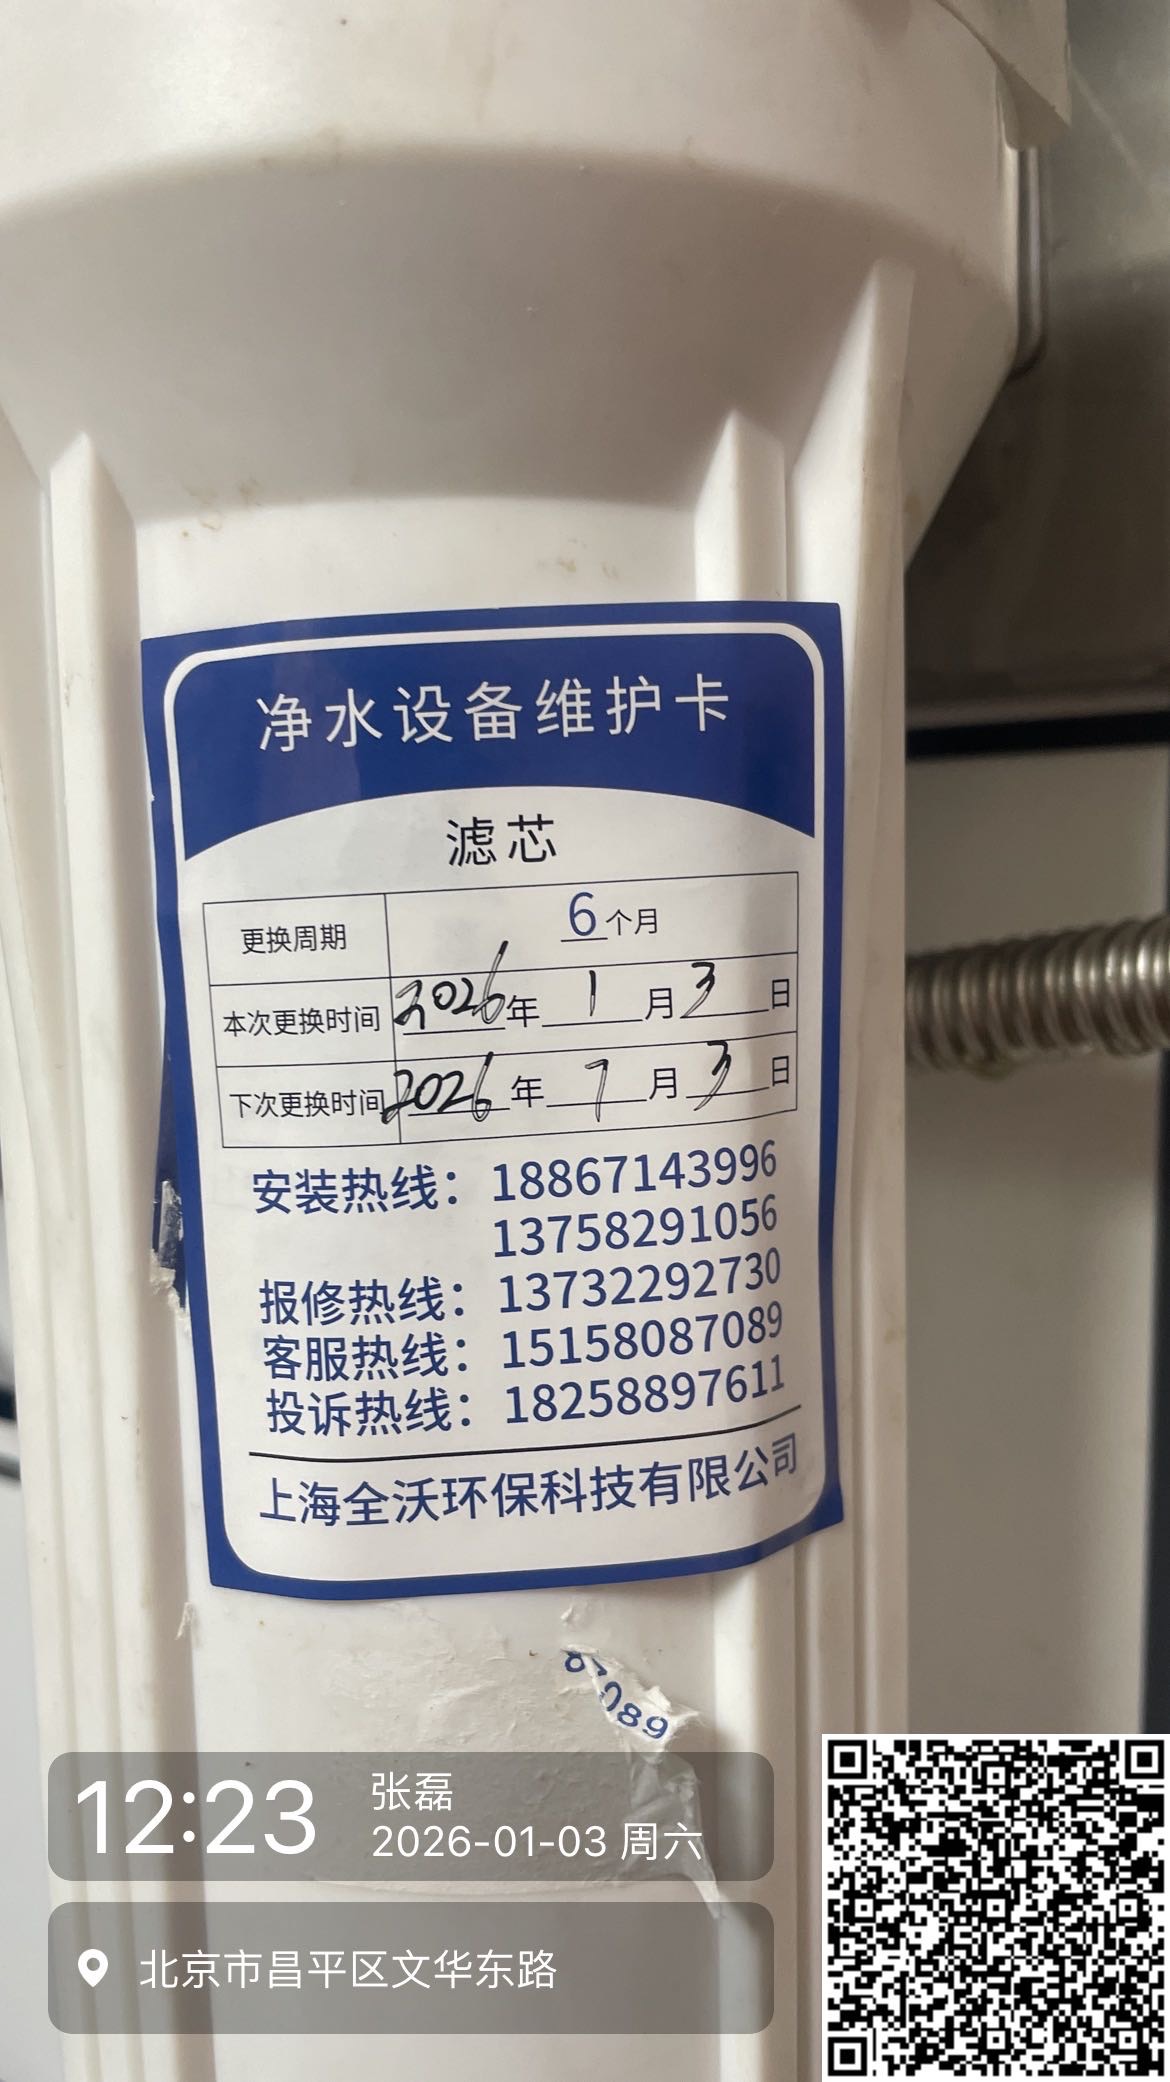 净水设备维护卡
滤芯
更换周期 6个月
本次更换时间 2026年1月3日
下次更换时间 2026年7月3日
安装热线：18867143996
13758291056
报修热线：13732292730
客服热线：15158087089
投诉热线：18258897611
上海全沃环保科技有限公司
87089
12:23
张磊
2026-01-03 周六
北京市昌平区文华东路